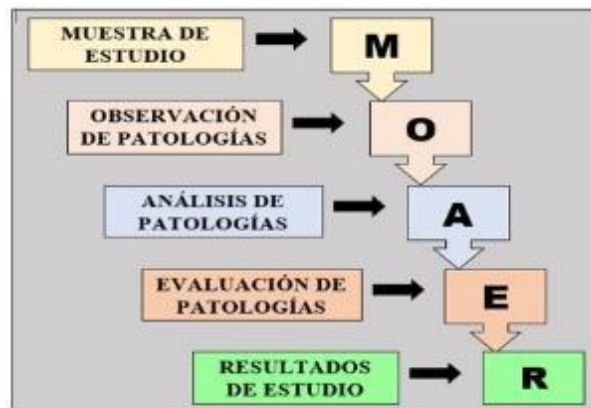 MUESTRA DE
ESTUDIO
M
OBSERVACIÓN
DE PATOLOGÍAS
O
ANÁLISIS DE
PATOLOGÍAS
A
EVALUACIÓN DE
PATOLOGÍAS
E
RESULTADOS
DE ESTUDIO
R